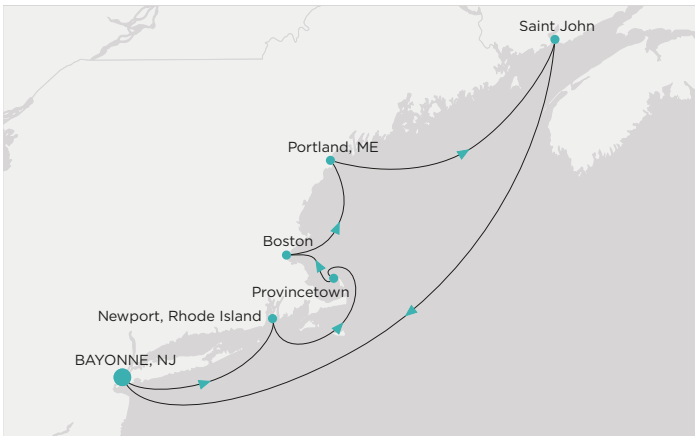 Saint John
Portland, ME
Boston
Provincetown
Newport, Rhode Island
BAYONNE, NJ